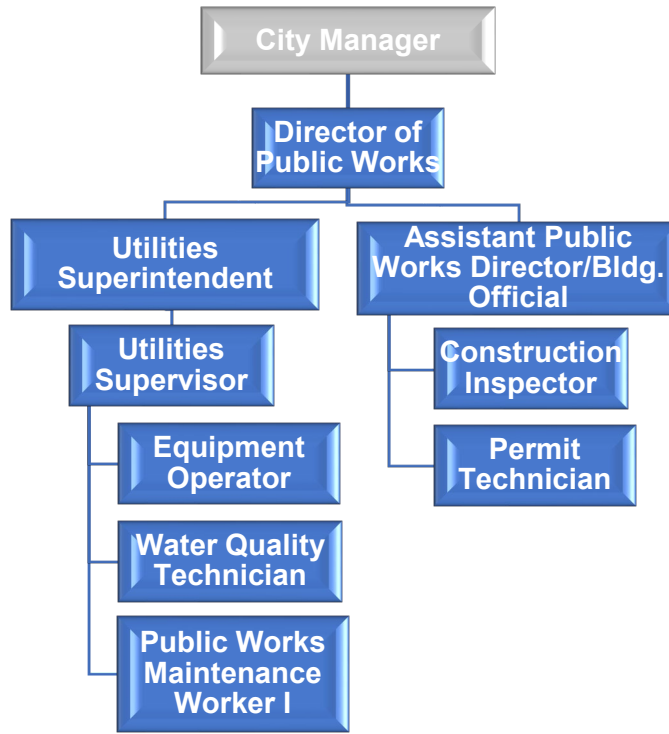 City Manager
Director of
Public Works
Utilities
Superintendent
Assistant Public
Works Director/Bldg.
Official
Utilities
Supervisor
Construction
Inspector
Equipment
Operator
Permit
Technician
Water Quality
Technician
Public Works
Maintenance
Worker I